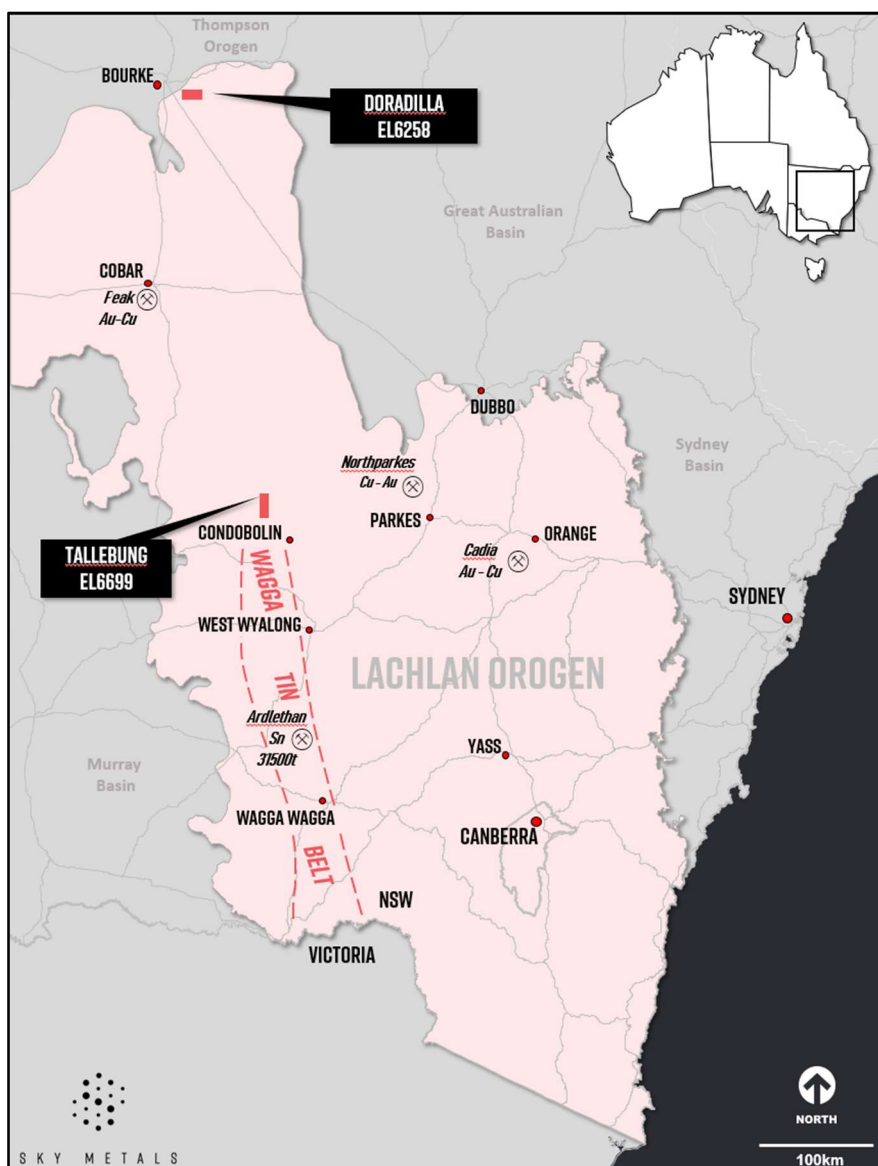 Thompson
Orogen
BOURKE
DORADILLA
EL6258
Great Australian
Basin
COBAR
Feak
Au-Cu
DUBBO
Sydney
Basin
Northparkes
Cu - Au
PARKES
TALLEBUNG
EL6699
CONDOBOLIN
Cadia
Au - Cu
ORANGE
SYDNEY
WAGGA
WEST WYALONG
LACHLAN OROGEN
TIN
Ardlethan
Sn
31500t
YASS
Murray
Basin
WAGGA WAGGA
CANBERRA
BELT
NSW
VICTORIA
NORTH
SKY METALS
100km